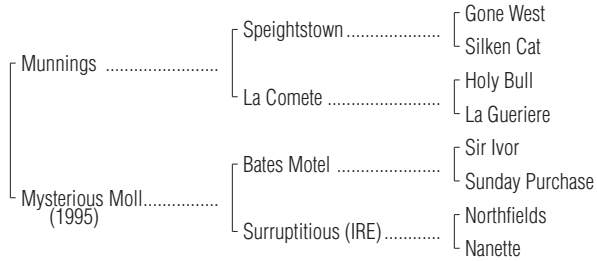 Gone West
Speightstown .....................
Silken Cat
Munnings ........................
Holy Bull
La Comete .........................
La Gueriere
Sir Ivor
Bates Motel .......................
Sunday Purchase
Mysterious Moll................
(1995)
Northfields
Surruptitious (IRE)............
Nanette